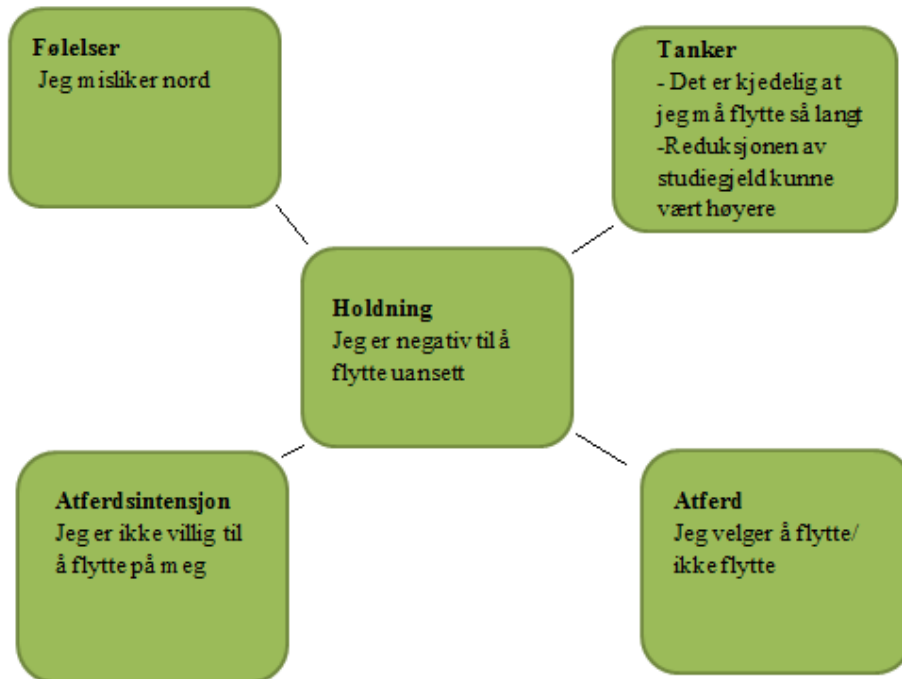 Følelser
Jeg misliker nord
Tanker
- Det er kjedelig at
jeg må flytte så langt
-Reduksjonen av
studiegjeld kunne
vært høyere
Holdning
Jeg er negativ til å
flytte uansett
Atferdsintensjon
Jeg er ikke villig til
å flytte på meg
Atferd
Jeg velger å flytte/
ikke flytte